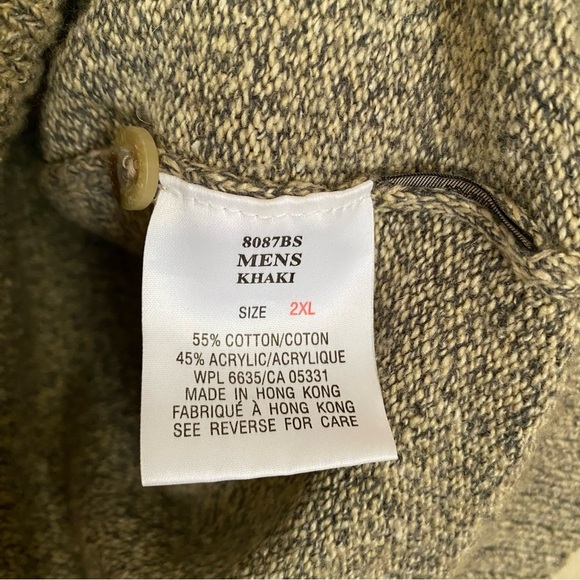 8087BS
MENS
KHAKI
SIZE 2XL
55% COTTON/COTON
45% ACRYLIC/ACRYLIQUE
WPL 6635/CA 05331
MADE IN HONG KONG
FABRIQUÉ À HONG KONG
SEE REVERSE FOR CARE